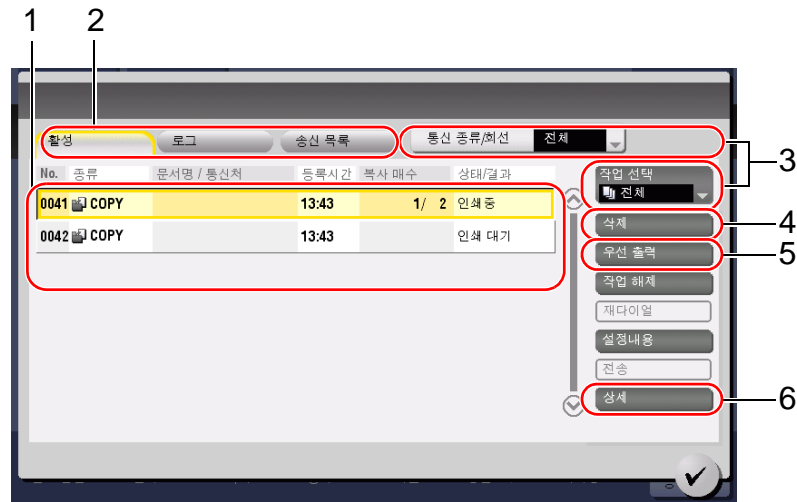 1 2
활성 로그 송신 목록 통신 종류/회선 전체
3
No. 종류 문서명 / 통신처 등록시간 복사 매수 상태/결과 작업 선택
전체
0041 COPY 13:43 1/ 2 인쇄중
삭제 4
0042 COPY 13:43 인쇄 대기
우선 출력 5
작업 해제
재다이얼
설정내용
전송
상세 6